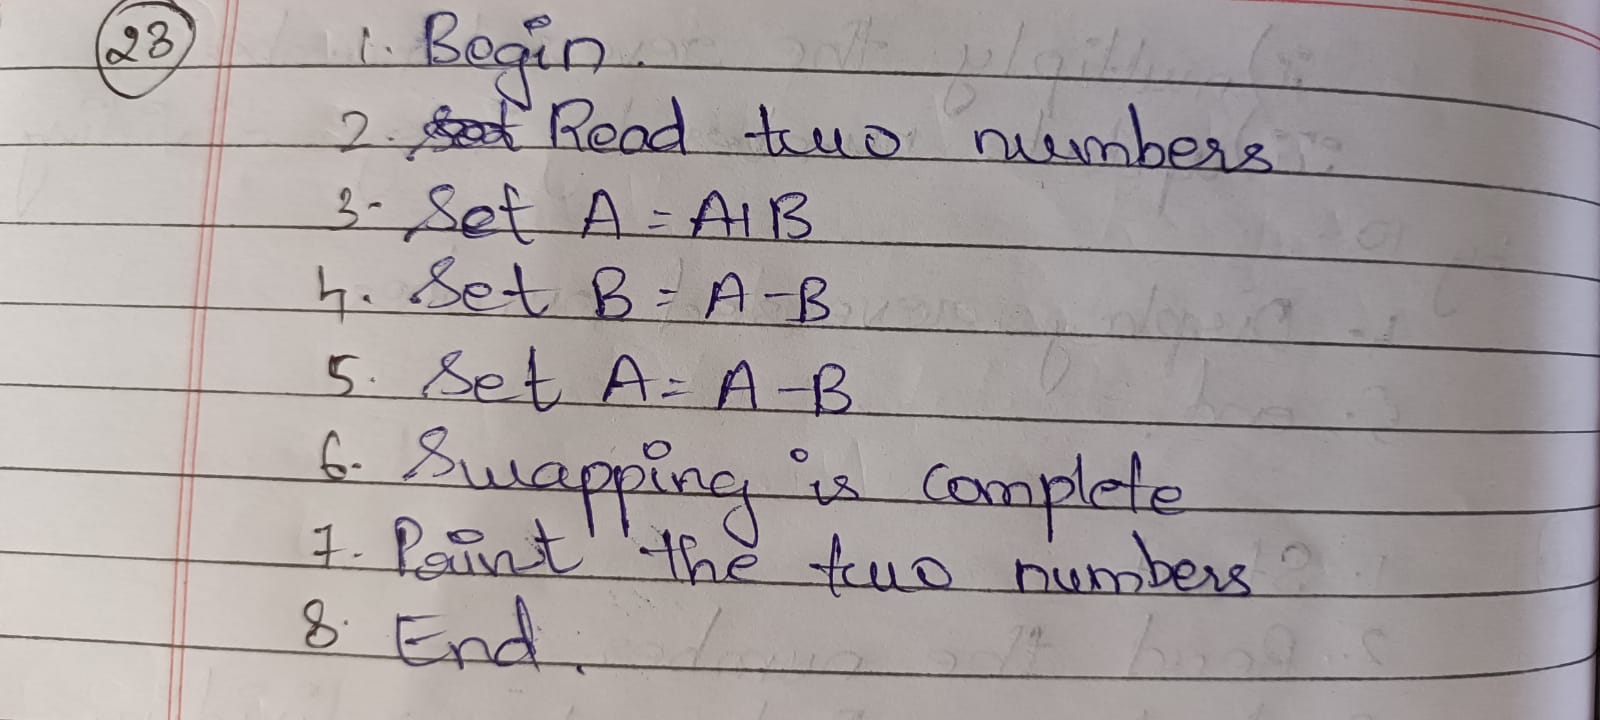 23 1. Begin.
2. Read two numbers
3- Set A = A+B
4. Set B = A-B
5. Set A = A-B
6. Swapping is complete
7. Print the two numbers
8. End.